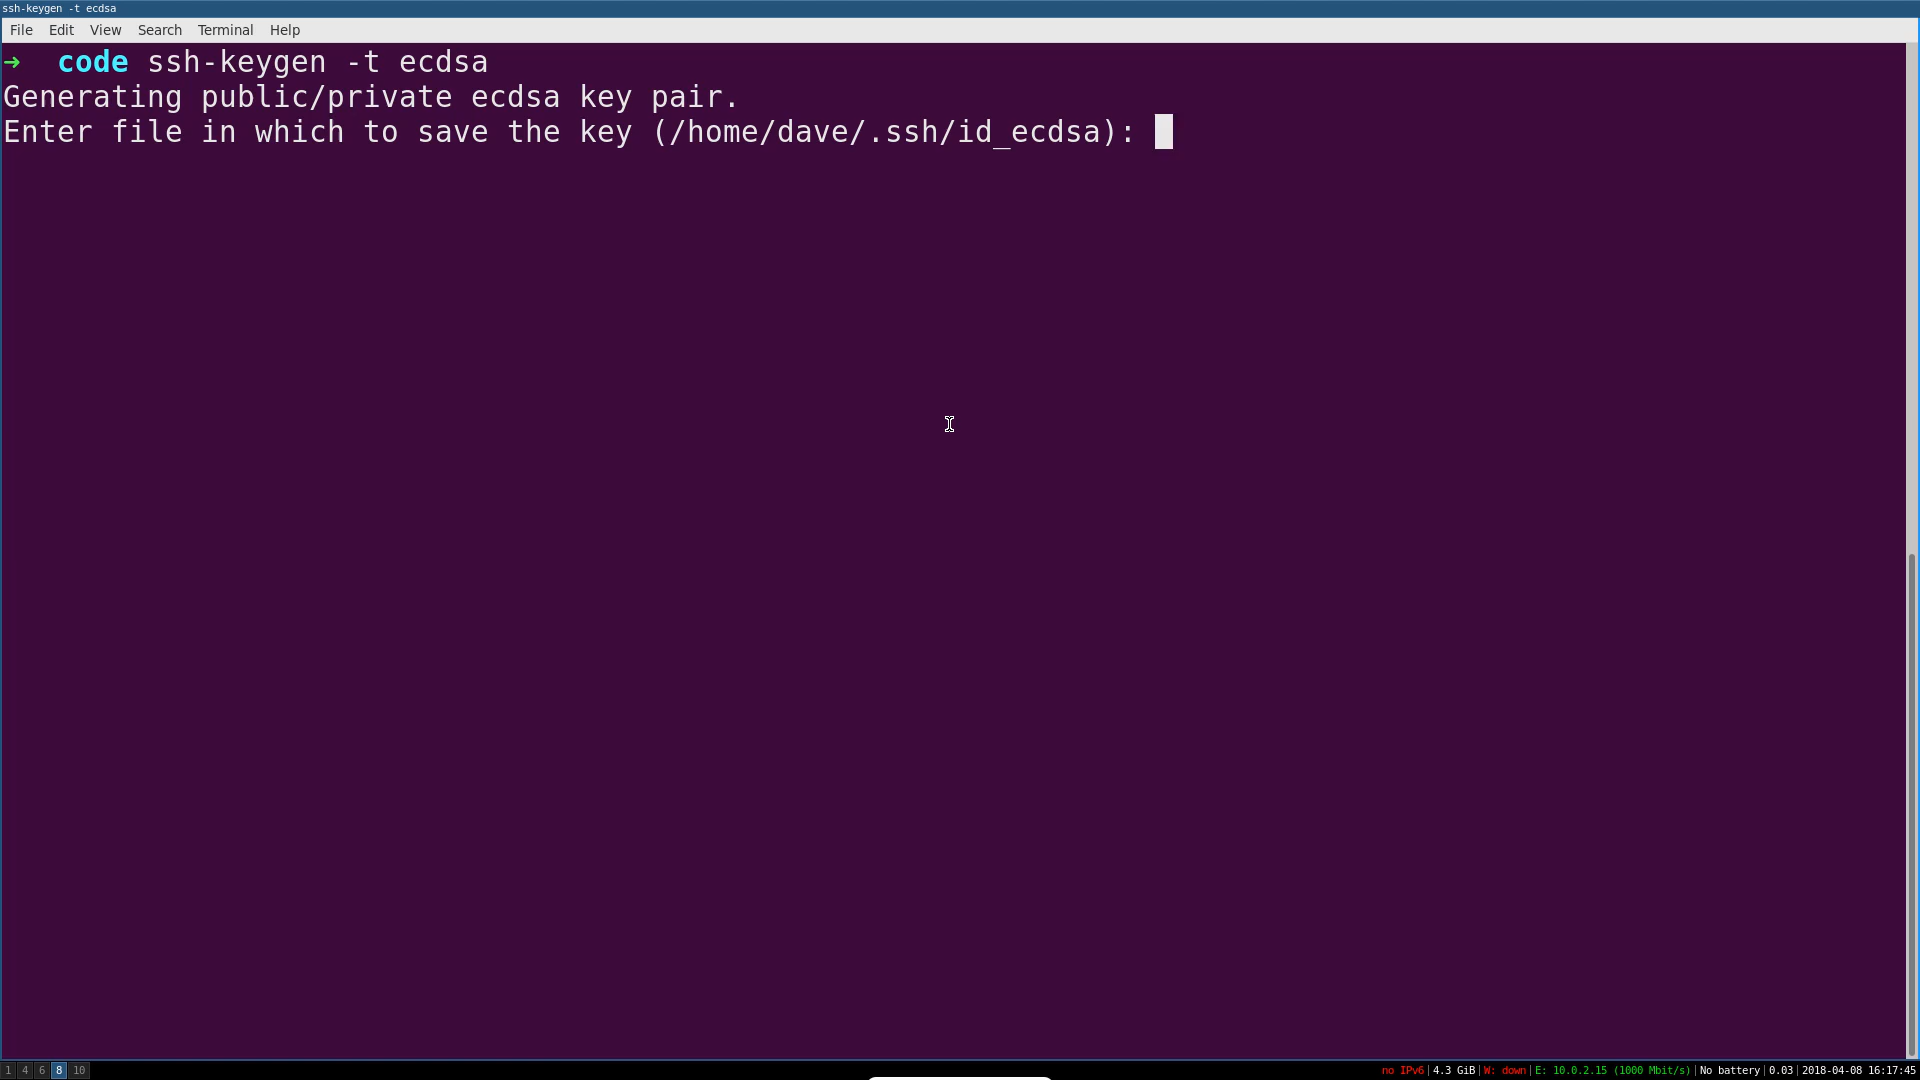 ssh-keygen -t ecdsa
File Edit View Search Terminal Help
➜ code ssh-keygen -t ecdsa
Generating public/private ecdsa key pair.
Enter file in which to save the key (/home/dave/.ssh/id_ecdsa):
1 4 6 8 10 no IPv6|4.3 GiB|W: down|E: 10.0.2.15 (1000 Mbit/s)|No battery|0.03|2018-04-08 16:17:45